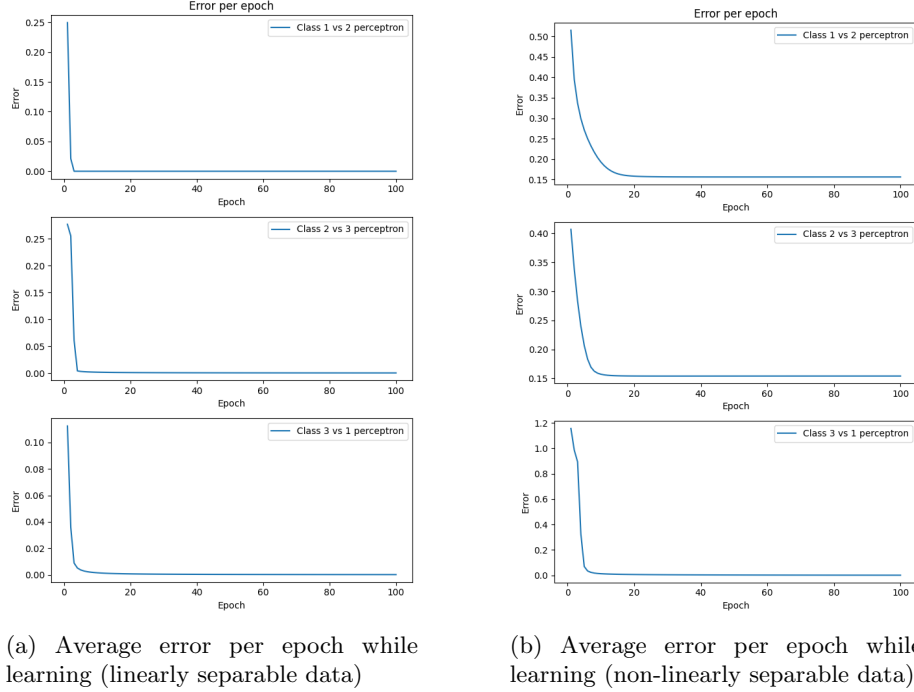 Error per epoch
0.25
0.20
0.15
0.10
0.05
0.00
Error
Class 1 vs 2 perceptron
0 20 40 60 80 100
Epoch
0.25
0.20
0.15
0.10
0.05
0.00
Error
Class 2 vs 3 perceptron
0 20 40 60 80 100
Epoch
0.10
0.08
0.06
0.04
0.02
0.00
Error
Class 3 vs 1 perceptron
0 20 40 60 80 100
Epoch
(a) Average error per epoch while
learning (linearly separable data)
Error per epoch
0.50
0.45
0.40
0.35
0.30
0.25
0.20
0.15
Error
Class 1 vs 2 perceptron
0 20 40 60 80 100
Epoch
0.40
0.35
0.30
0.25
0.20
0.15
Error
Class 2 vs 3 perceptron
0 20 40 60 80 100
Epoch
1.2
1.0
0.8
0.6
0.4
0.2
0.0
Error
Class 3 vs 1 perceptron
0 20 40 60 80 100
Epoch
(b) Average error per epoch while
learning (non-linearly separable data)